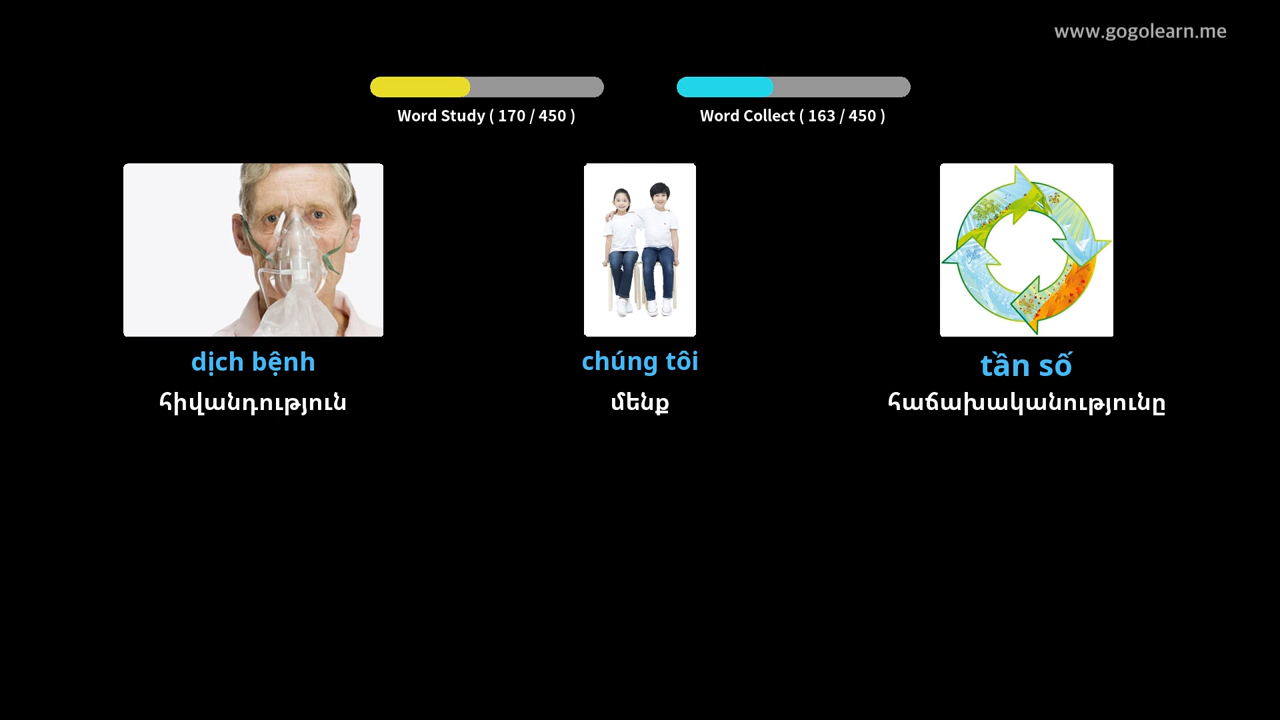 www.gogolearn.me
Word Study ( 170 / 450 )
Word Collect ( 163 / 450 )
dịch bệnh
հիվանդություն
chúng tôi
մենք
tần số
հաճախականությունը